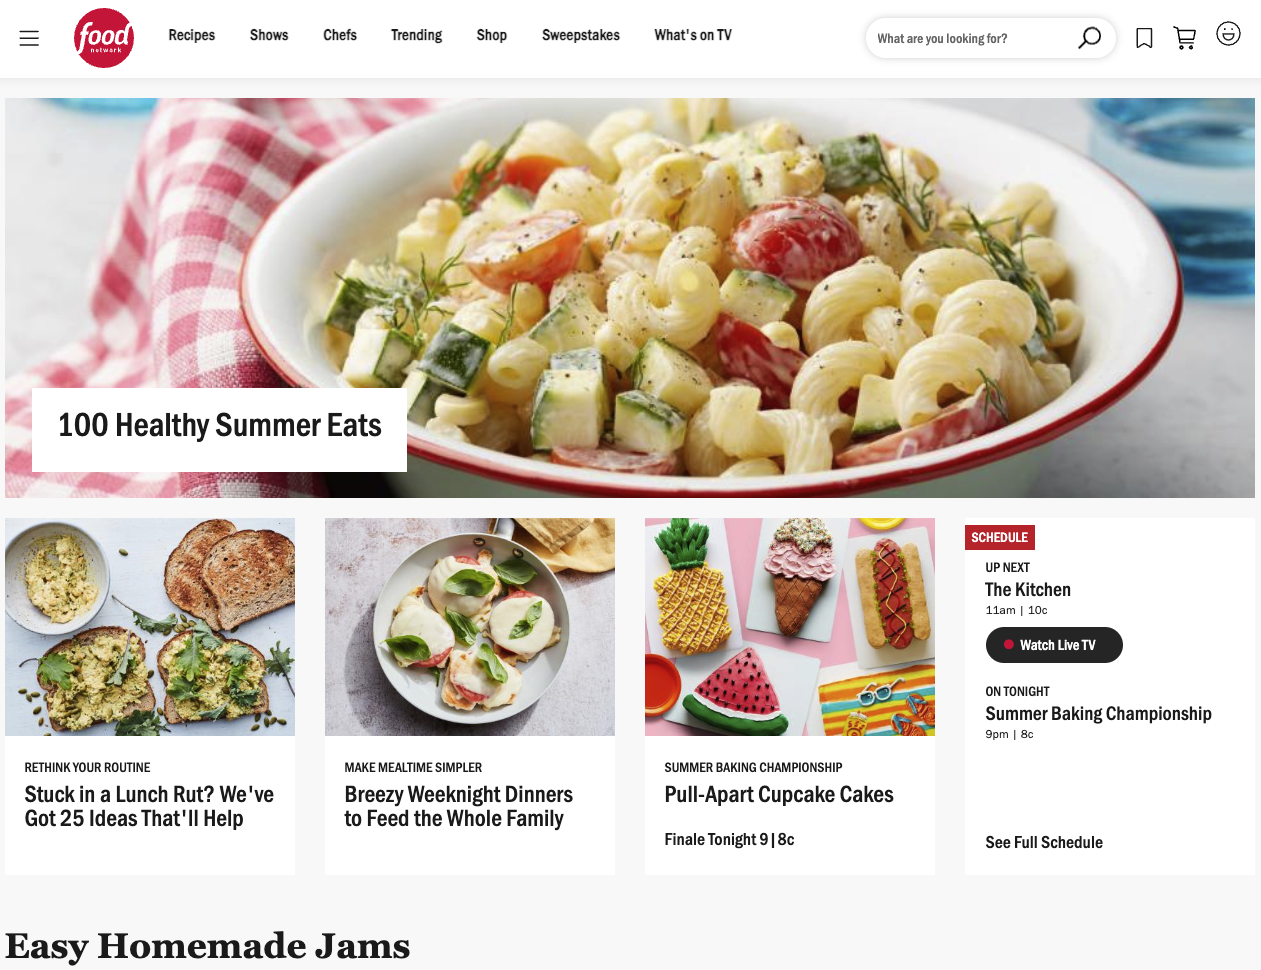 food
network
Recipes
Shows
Chefs
Trending
Shop
Sweepstakes
What's on TV
What are you looking for?
100 Healthy Summer Eats
RETHINK YOUR ROUTINE
Stuck in a Lunch Rut? We've
Got 25 Ideas That'll Help
MAKE MEALTIME SIMPLER
Breezy Weeknight Dinners
to Feed the Whole Family
SUMMER BAKING CHAMPIONSHIP
Pull-Apart Cupcake Cakes
Finale Tonight 9 | 8c
SCHEDULE
UP NEXT
The Kitchen
11am | 10c
Watch Live TV
ON TONIGHT
Summer Baking Championship
9pm | 8c
See Full Schedule
Easy Homemade Jams